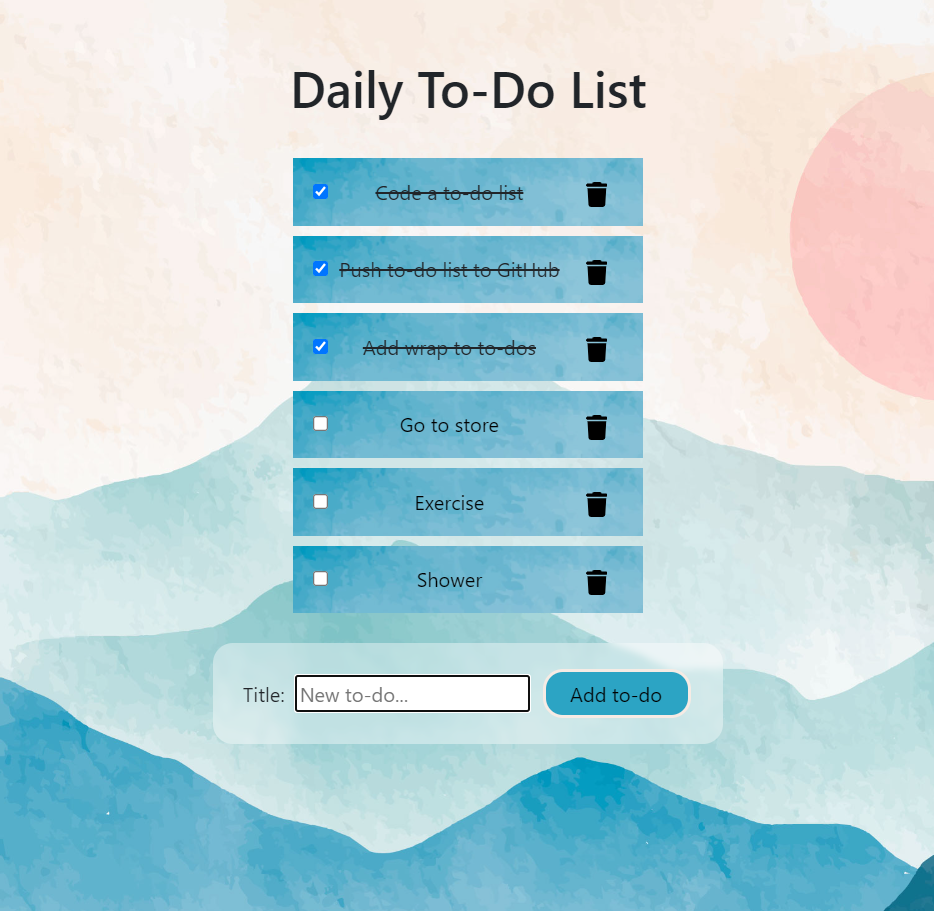 Daily To-Do List
Code a to-do list
Push to-do list to GitHub
Add wrap to to-dos
Go to store
Exercise
Shower
Title: New to-do... Add to-do